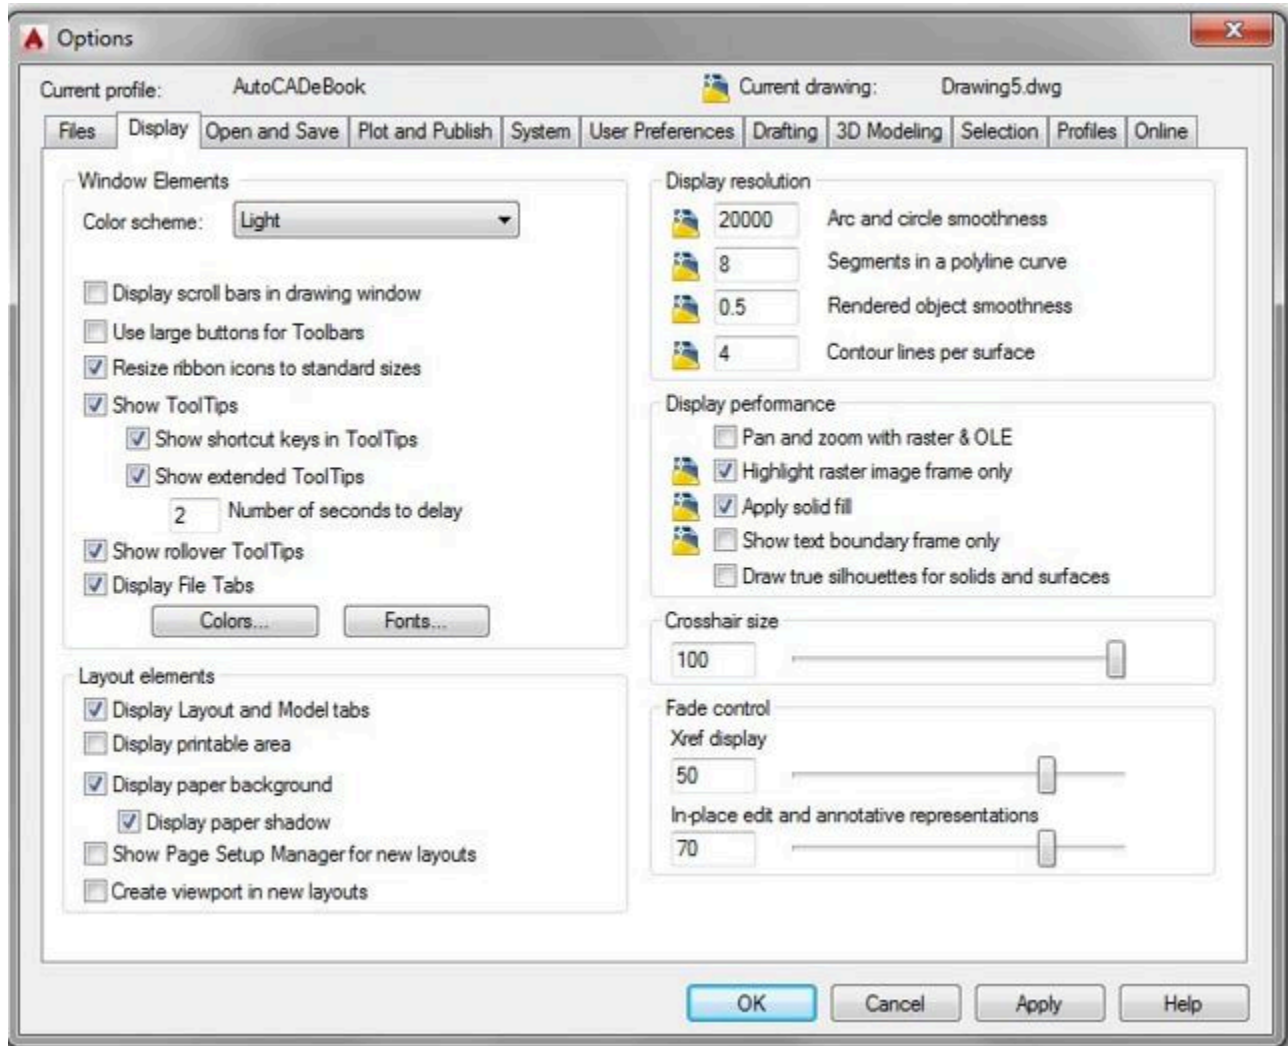 Options
Current profile: AutoCADeBook Current drawing: Drawing5.dwg
Files Display Open and Save Plot and Publish System User Preferences Drafting 3D Modeling Selection Profiles Online
Window Elements
Color scheme: Light
Display scroll bars in drawing window
Use large buttons for Toolbars
Resize ribbon icons to standard sizes
Show ToolTips
Show shortcut keys in ToolTips
Show extended ToolTips
2 Number of seconds to delay
Show rollover ToolTips
Display File Tabs
Colors... Fonts...
Layout elements
Display Layout and Model tabs
Display printable area
Display paper background
Display paper shadow
Show Page Setup Manager for new layouts
Create viewport in new layouts
Display resolution
20000 Arc and circle smoothness
8 Segments in a polyline curve
0.5 Rendered object smoothness
4 Contour lines per surface
Display performance
Pan and zoom with raster & OLE
Highlight raster image frame only
Apply solid fill
Show text boundary frame only
Draw true silhouettes for solids and surfaces
Crosshair size
100
Fade control
Xref display
50
In-place edit and annotative representations
70
OK Cancel Apply Help